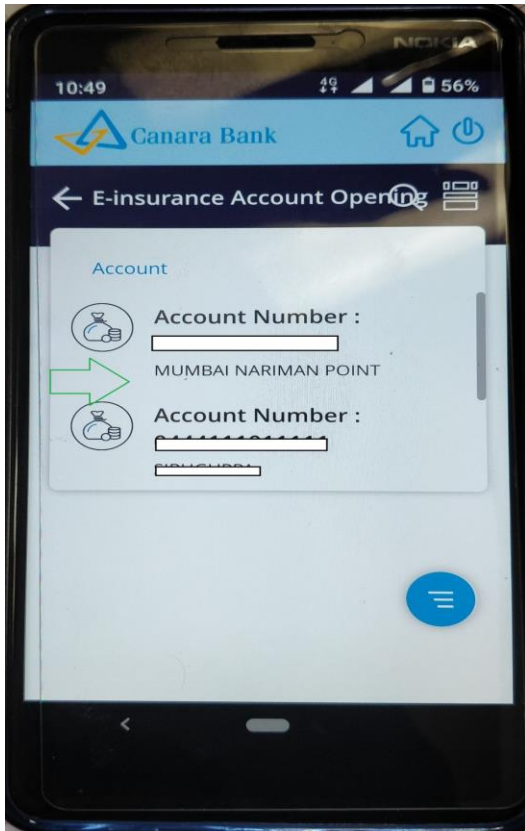 NOKIA
10:49 4G 56%
Canara Bank
E-insurance Account Opening
Account
Account Number :
MUMBAI NARIMAN POINT
Account Number :